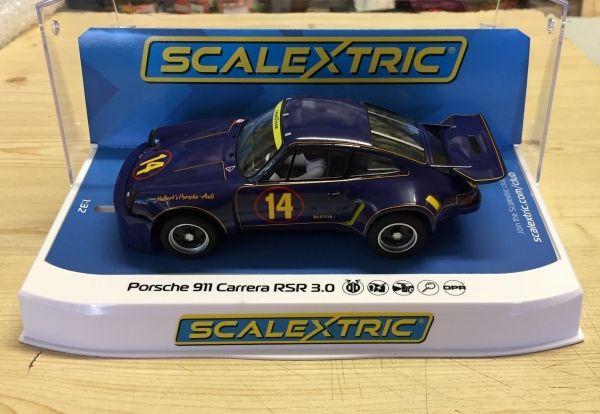 SCALEXTRIC
14
Holbert's Porsche-Audi
14
1:32
Join the Scalextric club
scalextric.com/club
Porsche 911 Carrera RSR 3.0
DPR
SCALEXTRIC